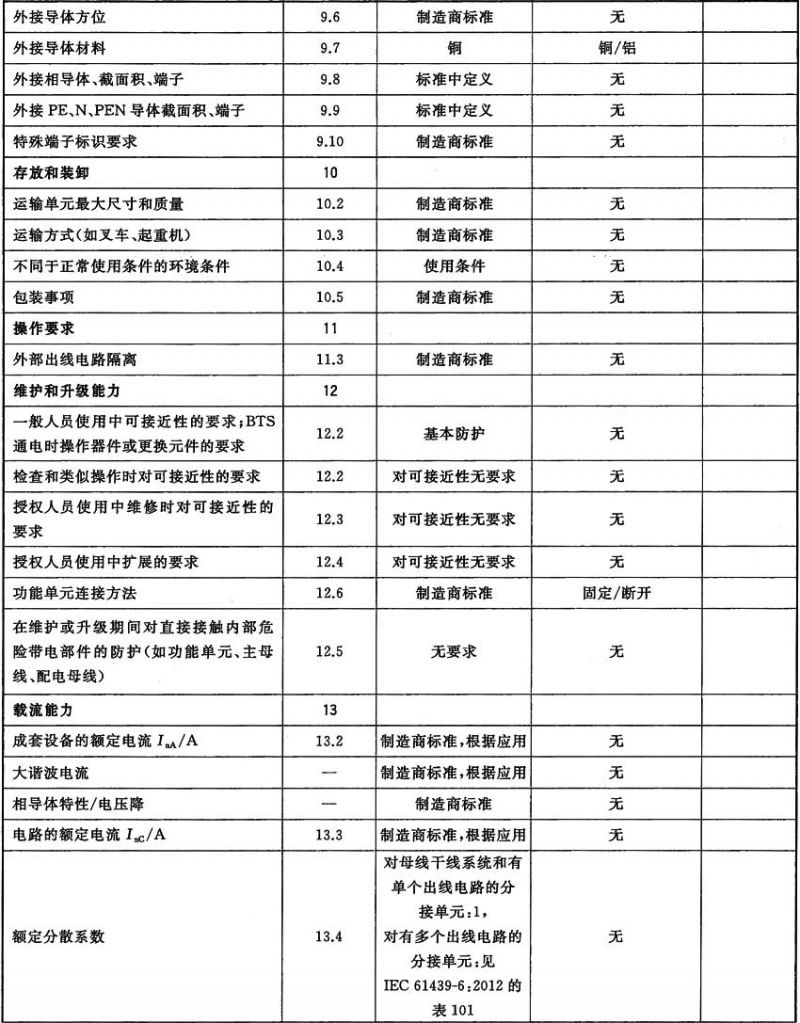 外接导体方位 9.6 制造商标准 无
外接导体材料 9.7 铜 铜/铝
外接相导体、截面积、端子 9.8 标准中定义 无
外接 PE、N、PEN 导体截面积、端子 9.9 标准中定义 无
特殊端子标识要求 9.10 制造商标准 无
存放和装卸 10
运输单元最大尺寸和质量 10.2 制造商标准 无
运输方式(如叉车、起重机) 10.3 制造商标准 无
不同于正常使用条件的环境条件 10.4 使用条件 无
包装事项 10.5 制造商标准 无
操作要求 11
外部出线电路隔离 11.3 制造商标准 无
维护和升级能力 12
一般人员使用中可接近性的要求;BTS
通电时操作器件或更换元件的要求
12.2 基本防护 无
检查和类似操作时对可接近性的要求 12.2 对可接近性无要求 无
授权人员使用中维修时对可接近性的
要求
12.3 对可接近性无要求 无
授权人员使用中扩展的要求 12.4 对可接近性无要求 无
功能单元连接方法 12.6 制造商标准 固定/断开
在维护或升级期间对直接接触内部危
险带电部件的防护(如功能单元、主母
线、配电母线)
12.5 无要求 无
载流能力 13
成套设备的额定电流 InA/A 13.2 制造商标准,根据应用 无
大谐波电流 — 制造商标准,根据应用 无
相导体特性/电压降 — 制造商标准 无
电路的额定电流 InC/A 13.3 制造商标准,根据应用 无
额定分散系数 13.4
对母线干线系统和有
单个出线电路的分
接单元:1,
对有多个出线电路的
分接单元:见
IEC 61439-6:2012 的
表 101
无